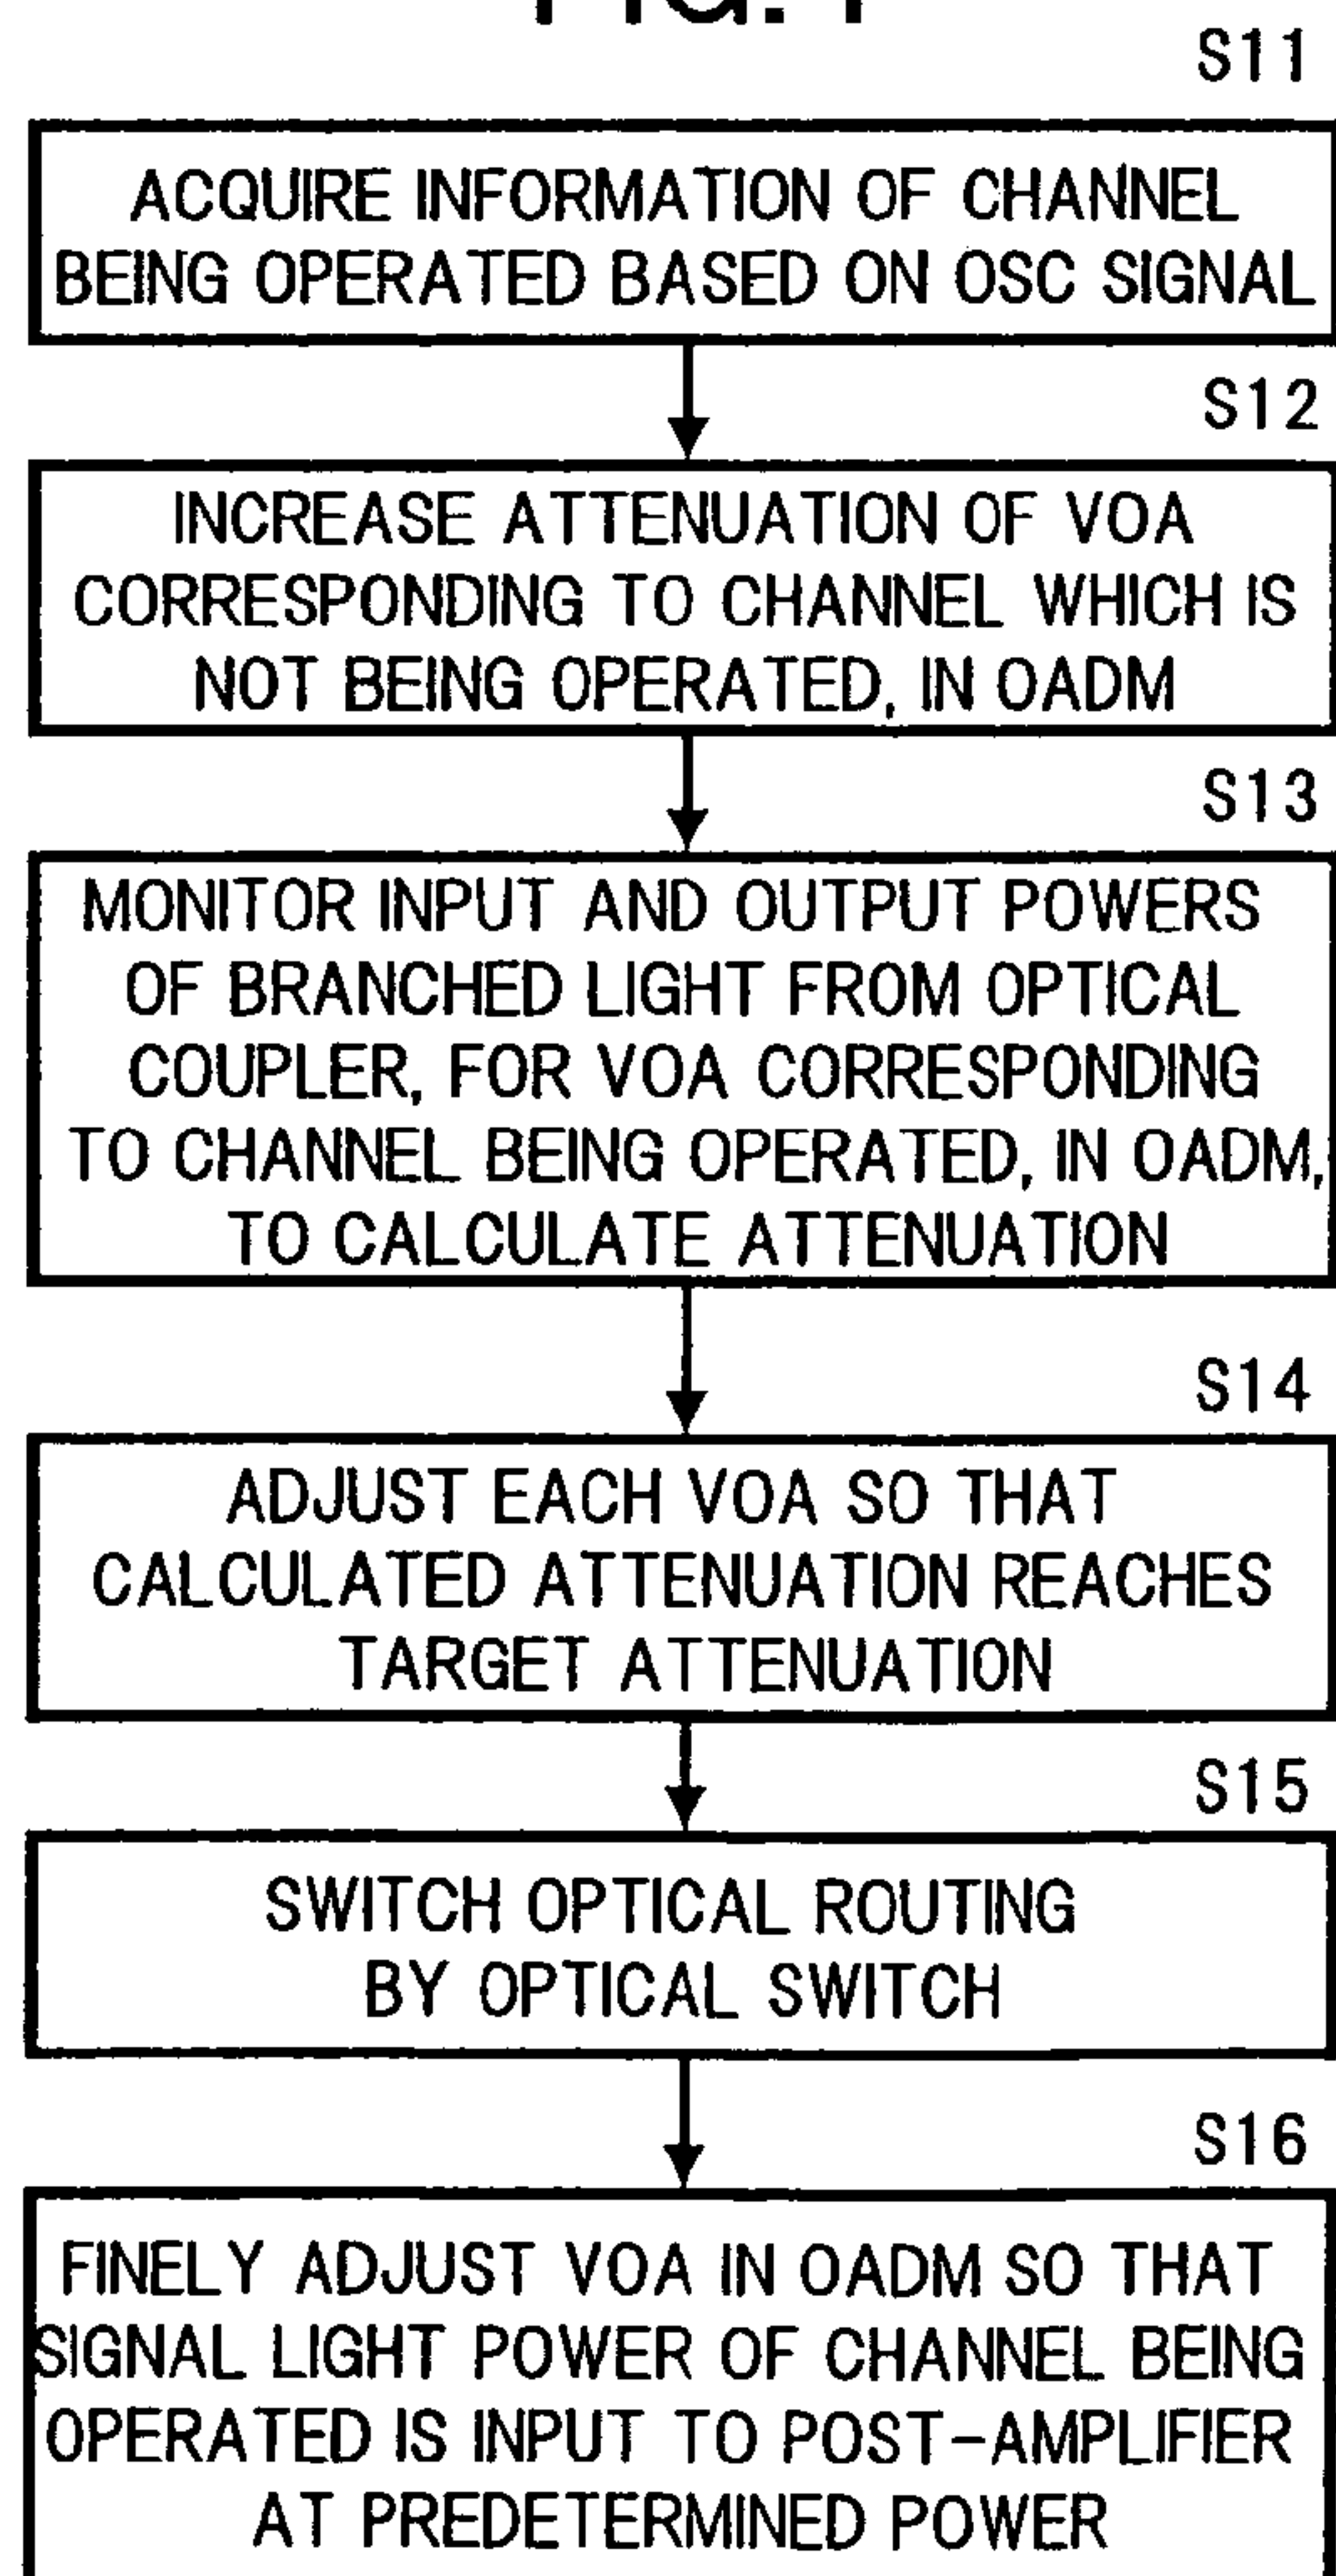 S11
ACQUIRE INFORMATION OF CHANNEL
BEING OPERATED BASED ON OSC SIGNAL
S12
INCREASE ATTENUATION OF VOA
CORRESPONDING TO CHANNEL WHICH IS
NOT BEING OPERATED, IN OADM
S13
MONITOR INPUT AND OUTPUT POWERS
OF BRANCHED LIGHT FROM OPTICAL
COUPLER, FOR VOA CORRESPONDING
TO CHANNEL BEING OPERATED, IN OADM,
TO CALCULATE ATTENUATION
S14
ADJUST EACH VOA SO THAT
CALCULATED ATTENUATION REACHES
TARGET ATTENUATION
S15
SWITCH OPTICAL ROUTING
BY OPTICAL SWITCH
S16
FINELY ADJUST VOA IN OADM SO THAT
SIGNAL LIGHT POWER OF CHANNEL BEING
OPERATED IS INPUT TO POST-AMPLIFIER
AT PREDETERMINED POWER